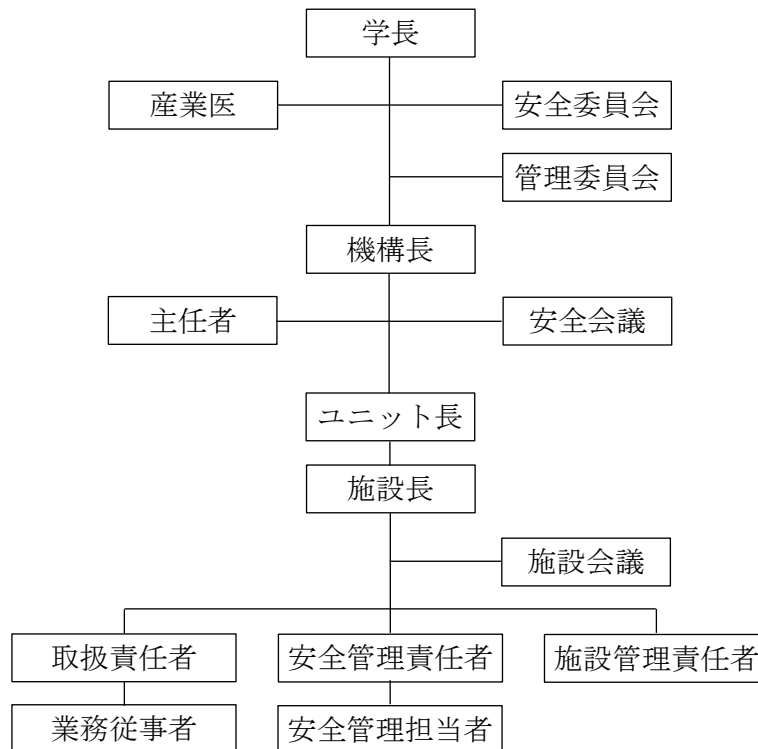 学長
産業医
安全委員会
管理委員会
機構長
主任者
安全会議
ユニット長
施設長
施設会議
取扱責任者
安全管理責任者
施設管理責任者
業務従事者
安全管理担当者